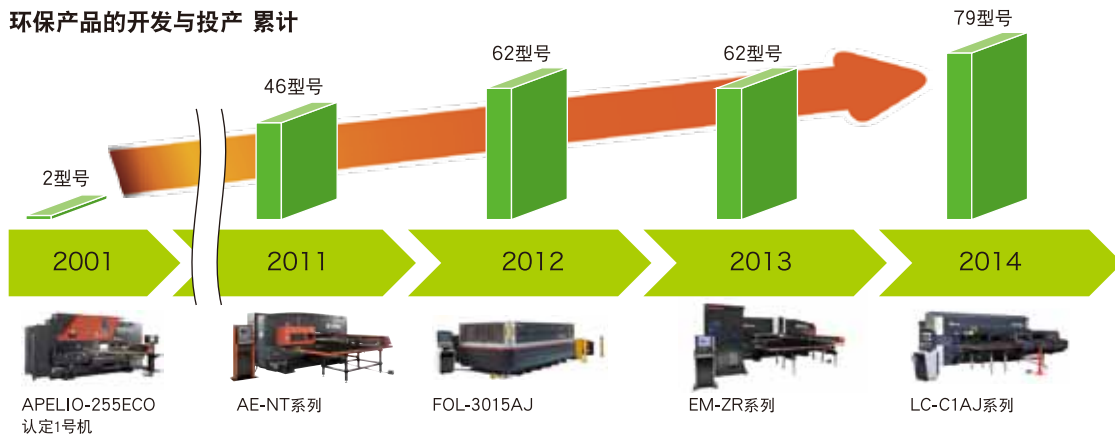 环保产品的开发与投产 累计
2型号
46型号
62型号
62型号
79型号
2001
2011
2012
2013
2014
APELIO-255ECO
认定1号机
AE-NT系列
FOL-3015AJ
EM-ZR系列
LC-C1AJ系列